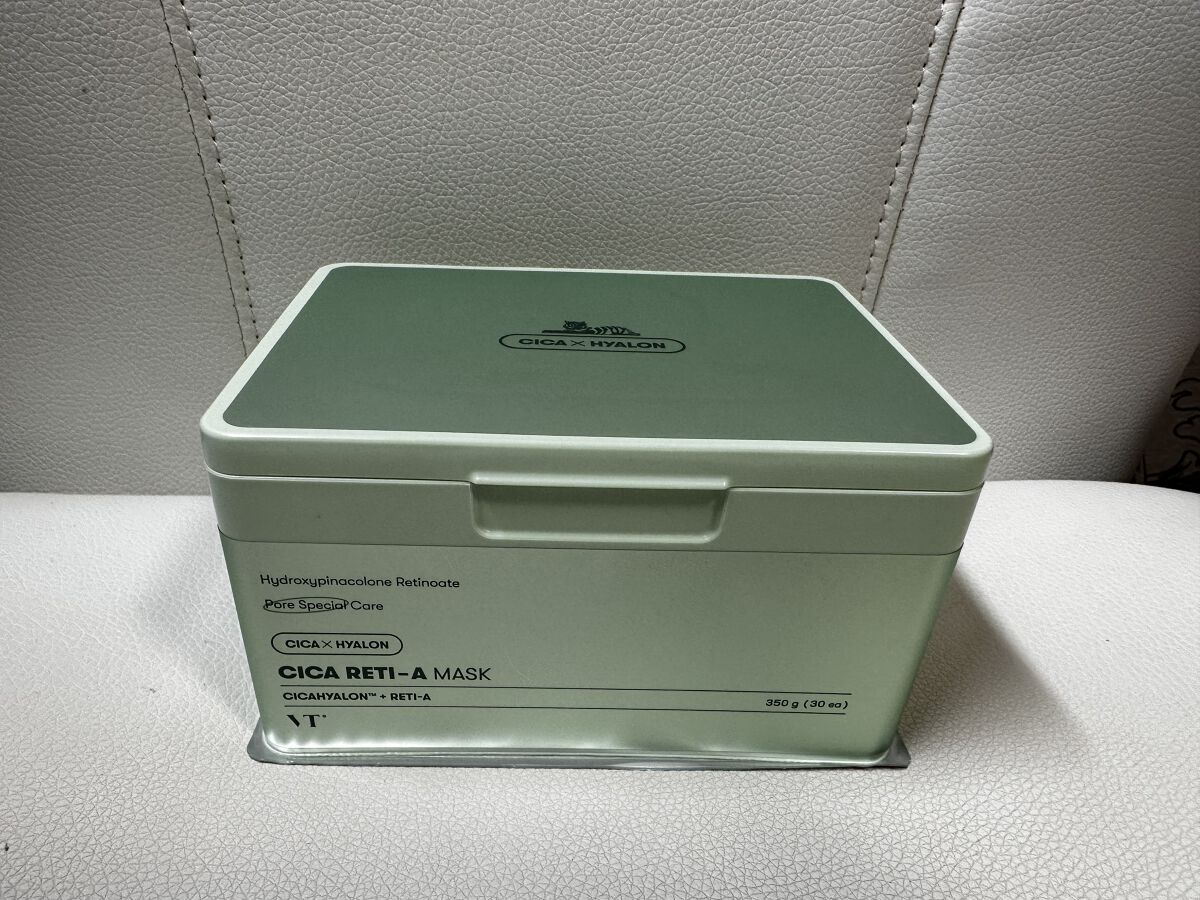 CICA × HYALON
Hydroxypinacolone Retinoate
Pore Special Care
CICA × HYALON
CICA RETI-A MASK
CICAHYALON™ + RETI-A
350 g (30 ea)
VT®